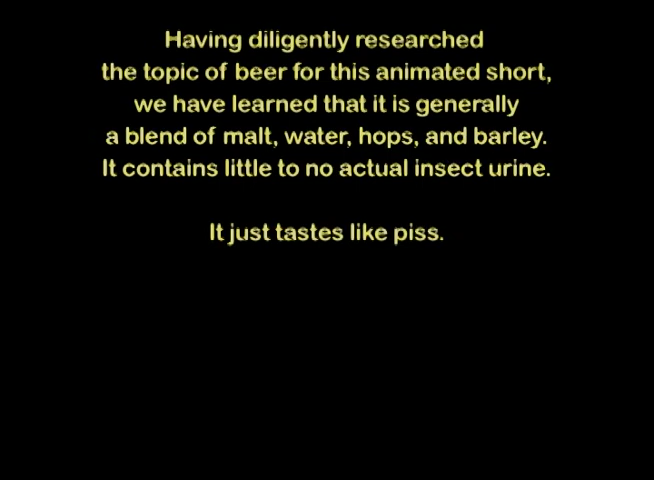 Having diligently researched
the topic of beer for this animated short,
we have learned that it is generally
a blend of malt, water, hops, and barley.
It contains little to no actual insect urine.
It just tastes like piss.